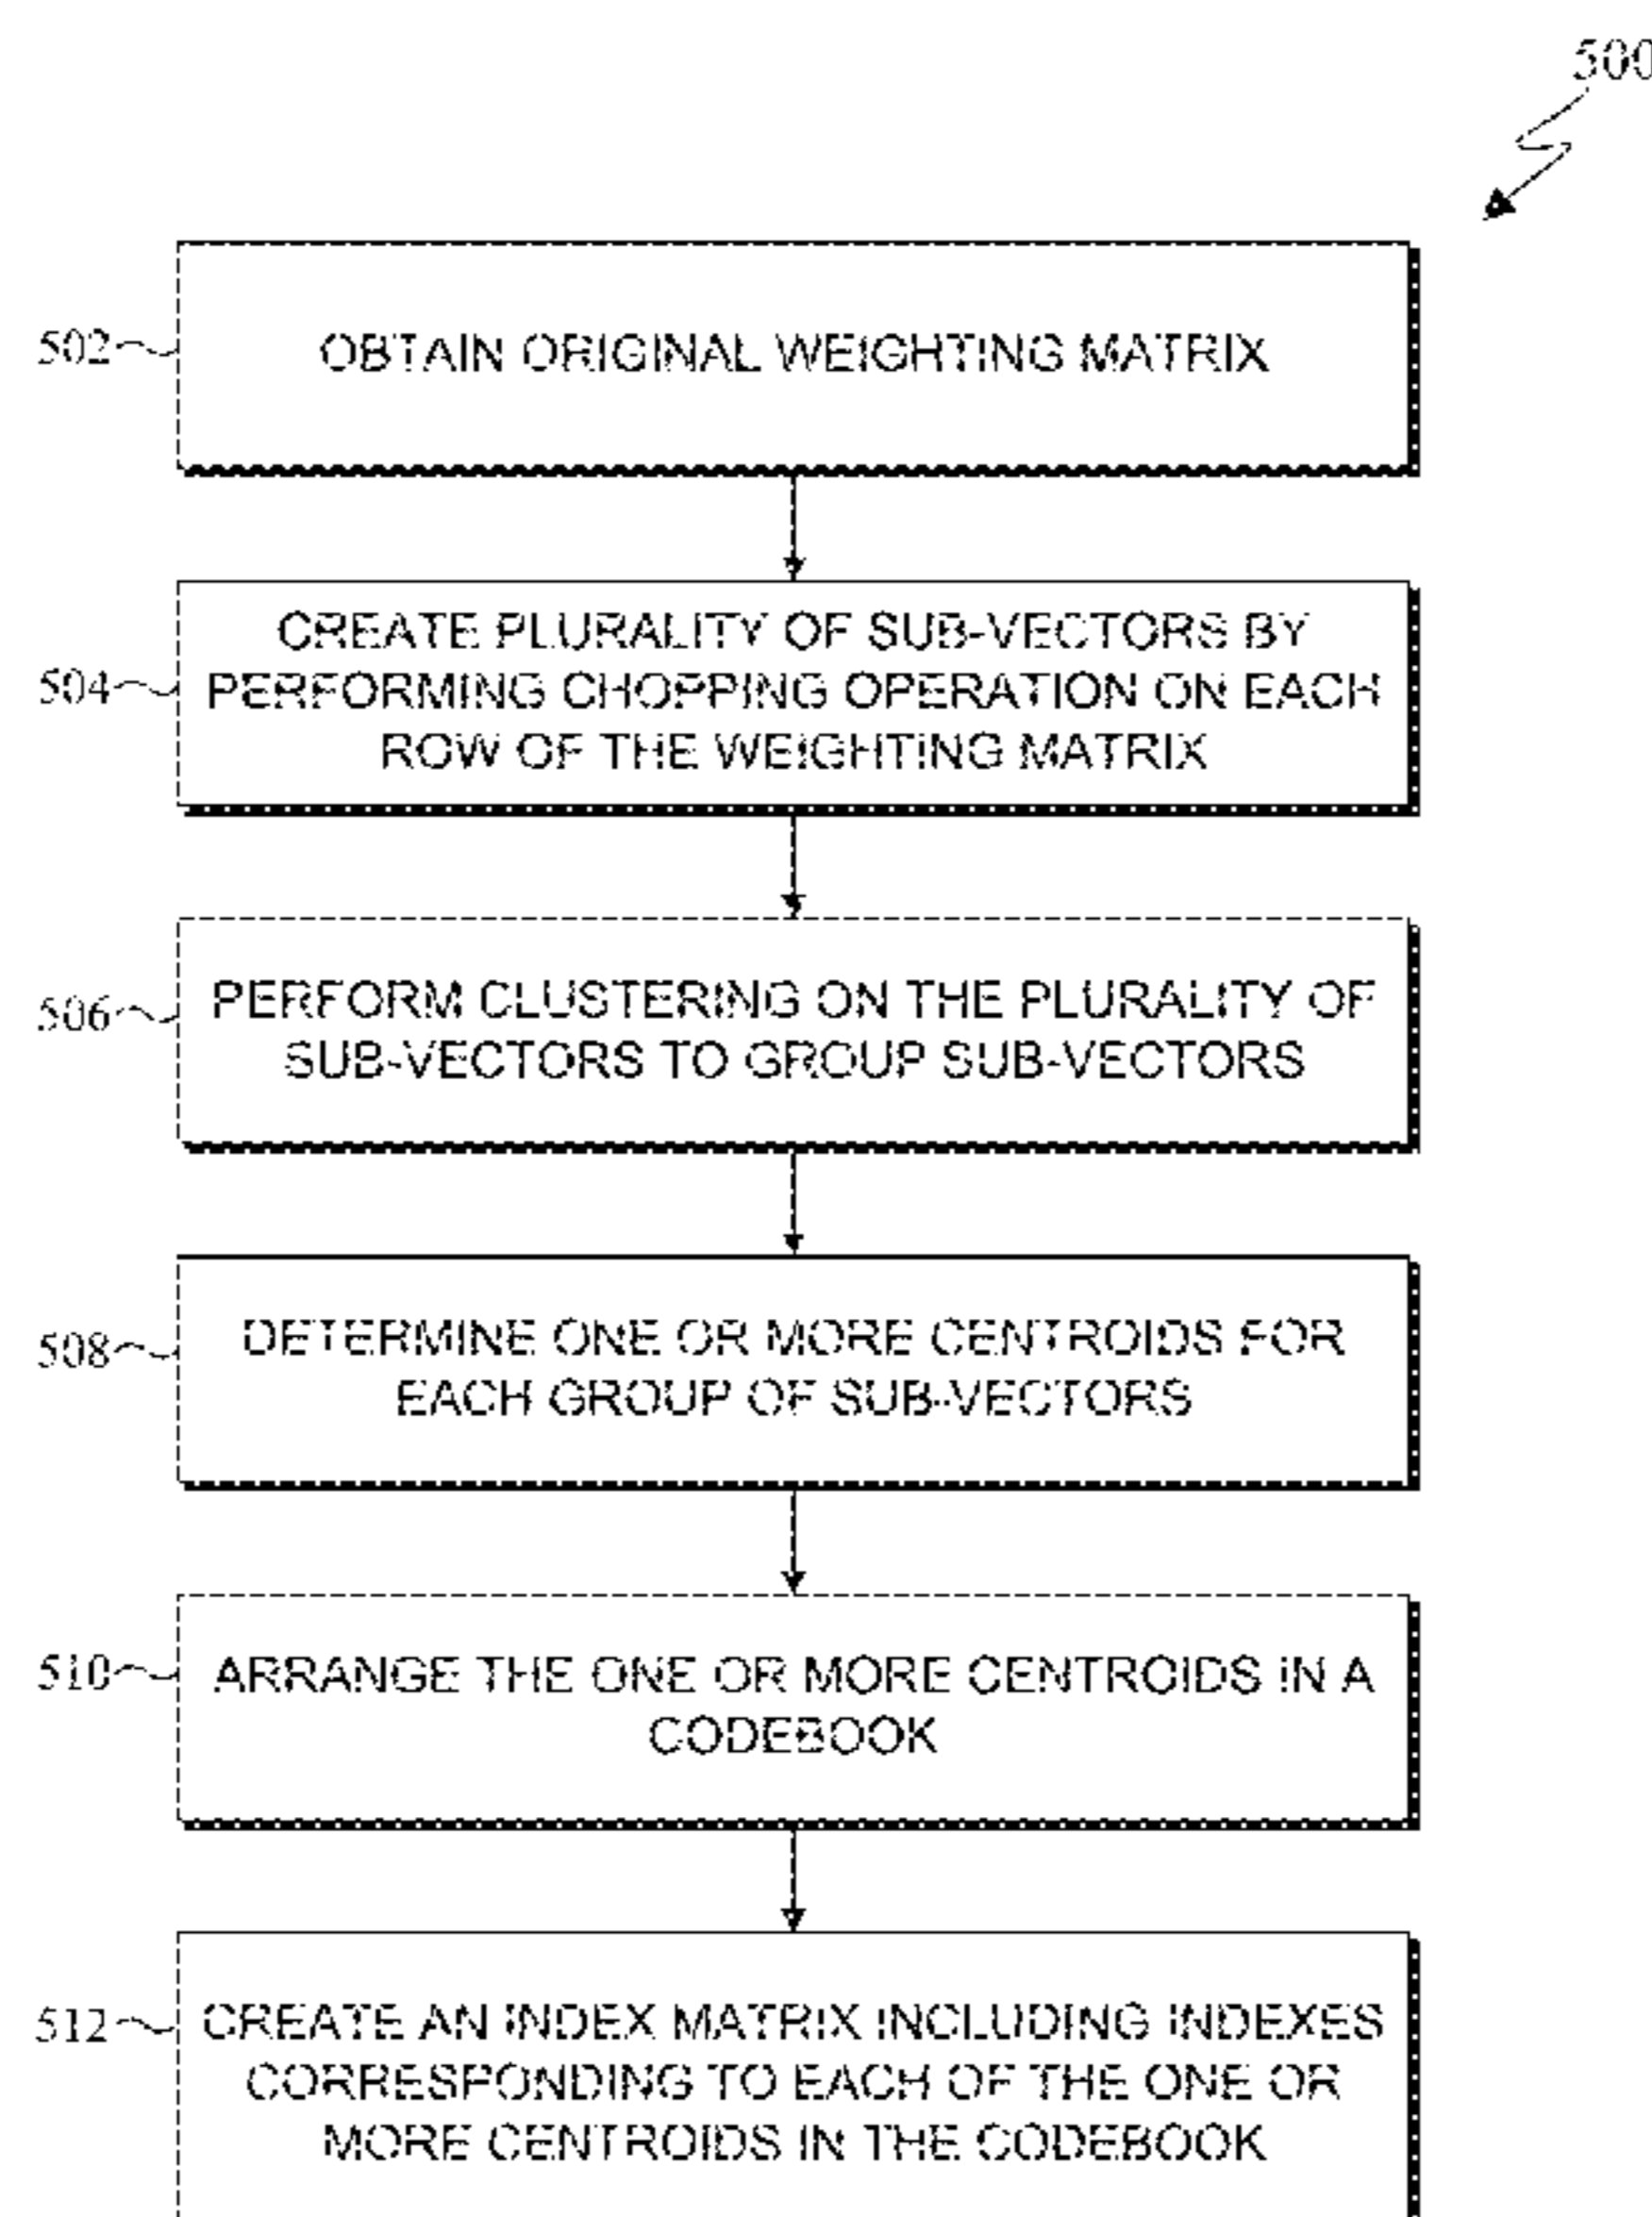 500
502
OBTAIN ORIGINAL WEIGHTING MATRIX
504
CREATE PLURALITY OF SUB-VECTORS BY
PERFORMING CHOPPING OPERATION ON EACH
ROW OF THE WEIGHTING MATRIX
506
PERFORM CLUSTERING ON THE PLURALITY OF
SUB-VECTORS TO GROUP SUB-VECTORS
508
DETERMINE ONE OR MORE CENTROIDS FOR
EACH GROUP OF SUB-VECTORS
510
ARRANGE THE ONE OR MORE CENTROIDS IN A
CODEBOOK
512
CREATE AN INDEX MATRIX INCLUDING INDEXES
CORRESPONDING TO EACH OF THE ONE OR
MORE CENTROIDS IN THE CODEBOOK